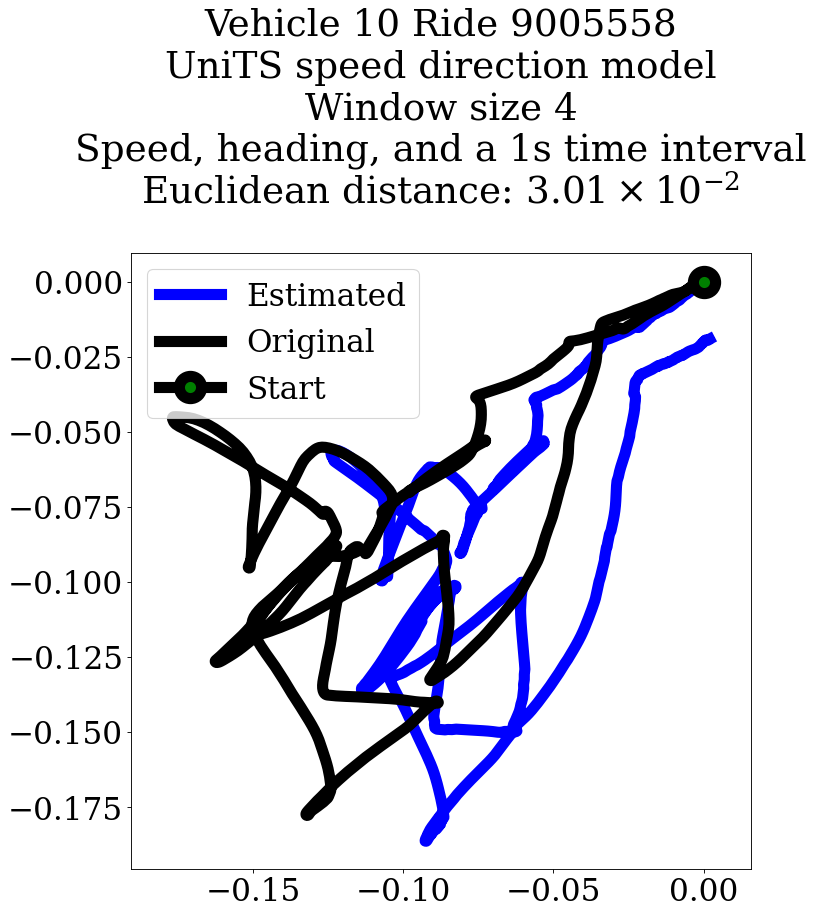 Vehicle 10 Ride 9005558
UniTS speed direction model
Window size 4
Speed, heading, and a 1s time interval
Euclidean distance: 3.01 × 10⁻²
Estimated
Original
Start
0.000
−0.025
−0.050
−0.075
−0.100
−0.125
−0.150
−0.175
−0.15 −0.10 −0.05 0.00